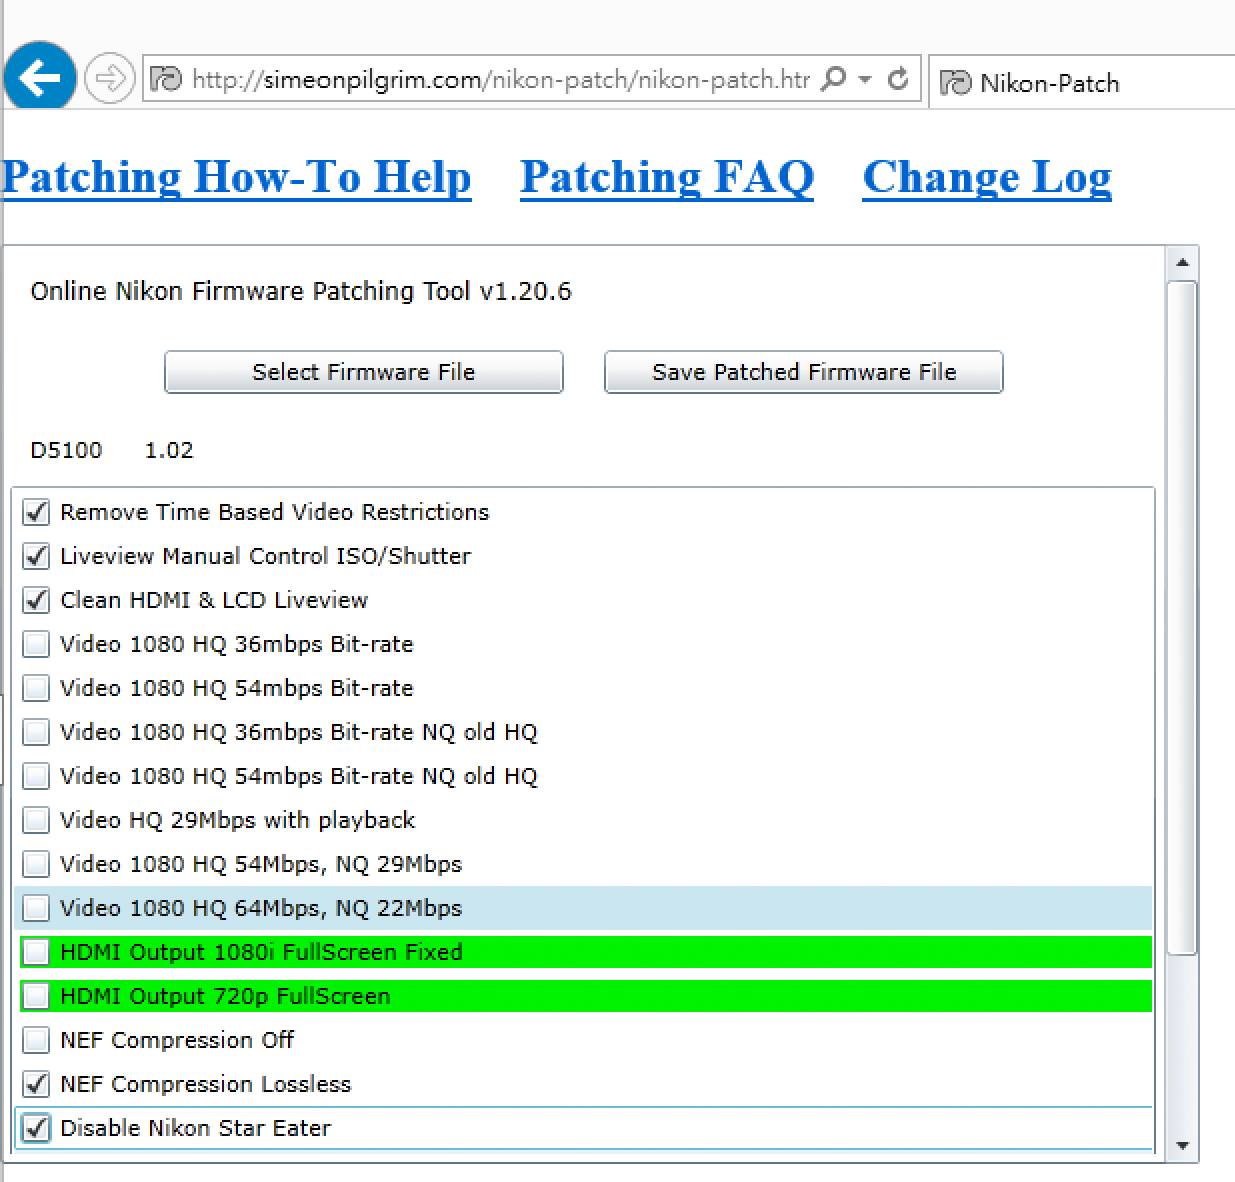 http://simeonpilgrim.com/nikon-patch/nikon-patch.htr
Nikon-Patch
Patching How-To Help Patching FAQ Change Log
Online Nikon Firmware Patching Tool v1.20.6
Select Firmware File Save Patched Firmware File
D5100 1.02
Remove Time Based Video Restrictions
Liveview Manual Control ISO/Shutter
Clean HDMI & LCD Liveview
Video 1080 HQ 36mbps Bit-rate
Video 1080 HQ 54mbps Bit-rate
Video 1080 HQ 36mbps Bit-rate NQ old HQ
Video 1080 HQ 54mbps Bit-rate NQ old HQ
Video HQ 29Mbps with playback
Video 1080 HQ 54Mbps, NQ 29Mbps
Video 1080 HQ 64Mbps, NQ 22Mbps
HDMI Output 1080i FullScreen Fixed
HDMI Output 720p FullScreen
NEF Compression Off
NEF Compression Lossless
Disable Nikon Star Eater